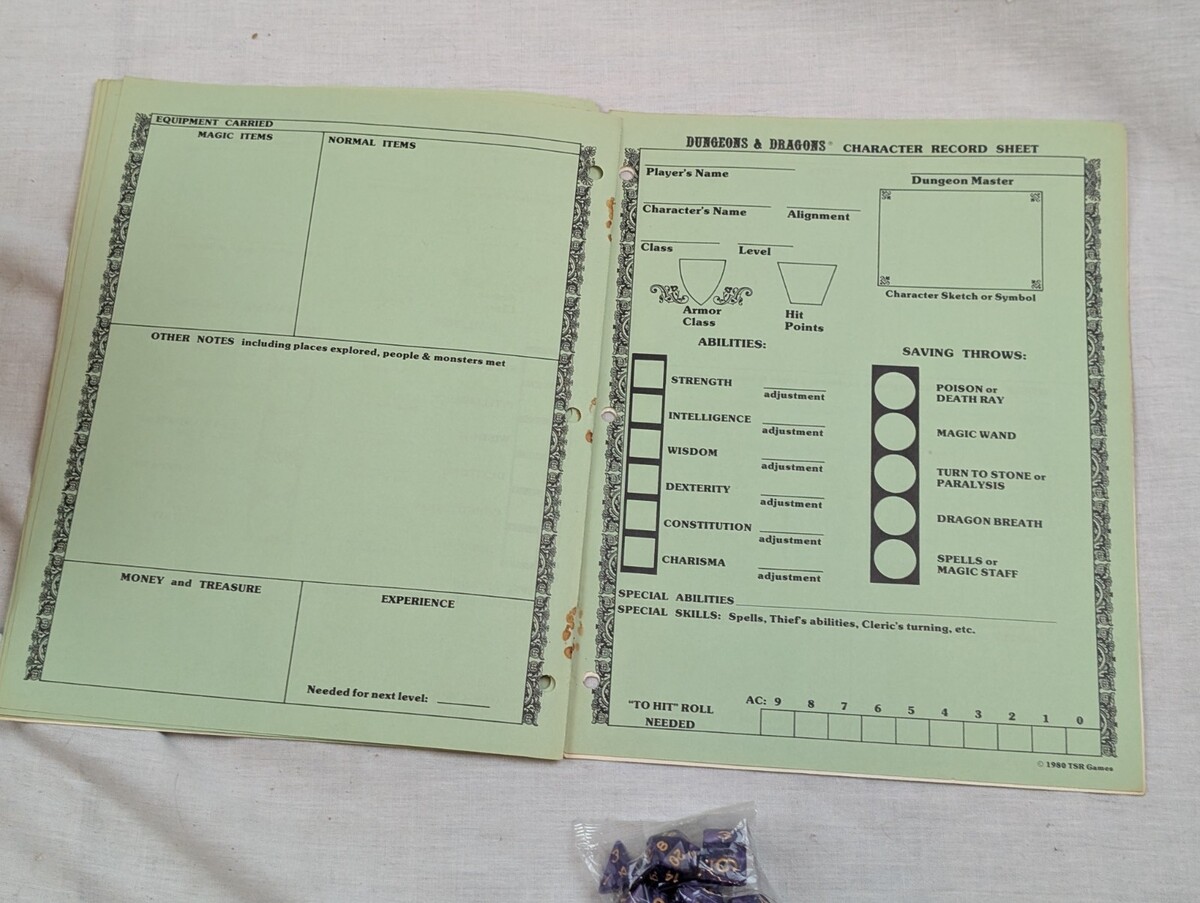 EQUIPMENT CARRIED
MAGIC ITEMS
NORMAL ITEMS
OTHER NOTES including places explored, people & monsters met
MONEY and TREASURE
EXPERIENCE
Needed for next level:
DUNGEONS & DRAGONS® CHARACTER RECORD SHEET
Player's Name
Dungeon Master
Character's Name
Alignment
Class
Level
Character Sketch or Symbol
Armor
Class
Hit
Points
ABILITIES:
STRENGTH adjustment
INTELLIGENCE adjustment
WISDOM adjustment
DEXTERITY adjustment
CONSTITUTION adjustment
CHARISMA adjustment
SAVING THROWS:
POISON or
DEATH RAY
MAGIC WAND
TURN TO STONE or
PARALYSIS
DRAGON BREATH
SPELLS or
MAGIC STAFF
SPECIAL ABILITIES
SPECIAL SKILLS: Spells, Thief's abilities, Cleric's turning, etc.
"TO HIT" ROLL
NEEDED
AC: 9 8 7 6 5 4 3 2 1 0
© 1980 TSR Games
8
20
14